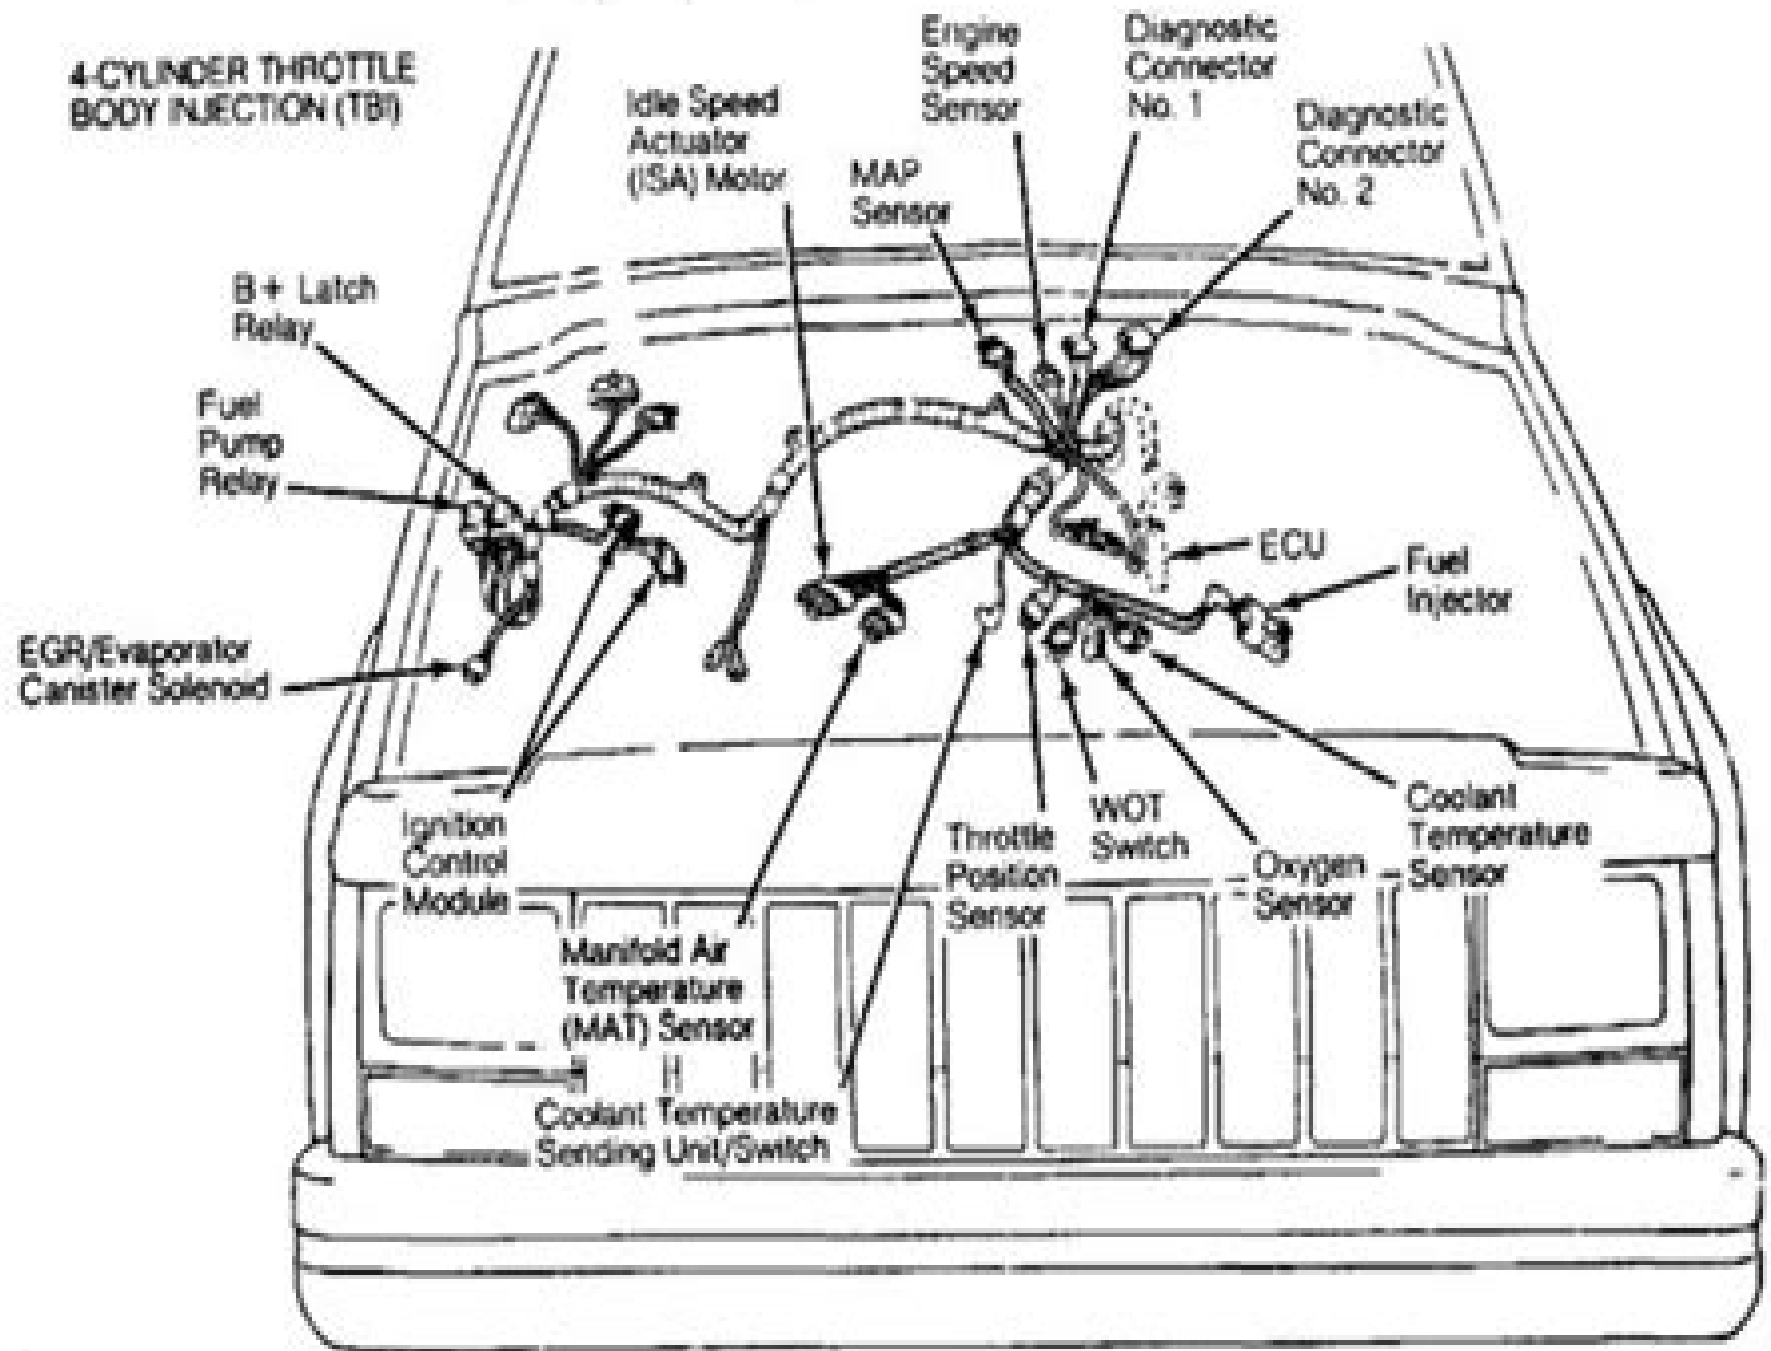 4-CYLINDER THROTTLE
BODY INJECTION (TBI)
Idle Speed
Actuator
(ISA) Motor
MAP
Sensor
Engine
Speed
Sensor
Diagnostic
Connector
No. 1
Diagnostic
Connector
No. 2
B+ Latch
Relay
Fuel
Pump
Relay
EGR/Evaporator
Canister Solenoid
ECU
Fuel
Injector
Ignition
Control
Module
Manifold Air
Temperature
(MAT) Sensor
Coolant Temperature
Sending Unit/Switch
Throttle
Position
Sensor
WOT
Switch
Oxygen
Sensor
Coolant
Temperature
Sensor